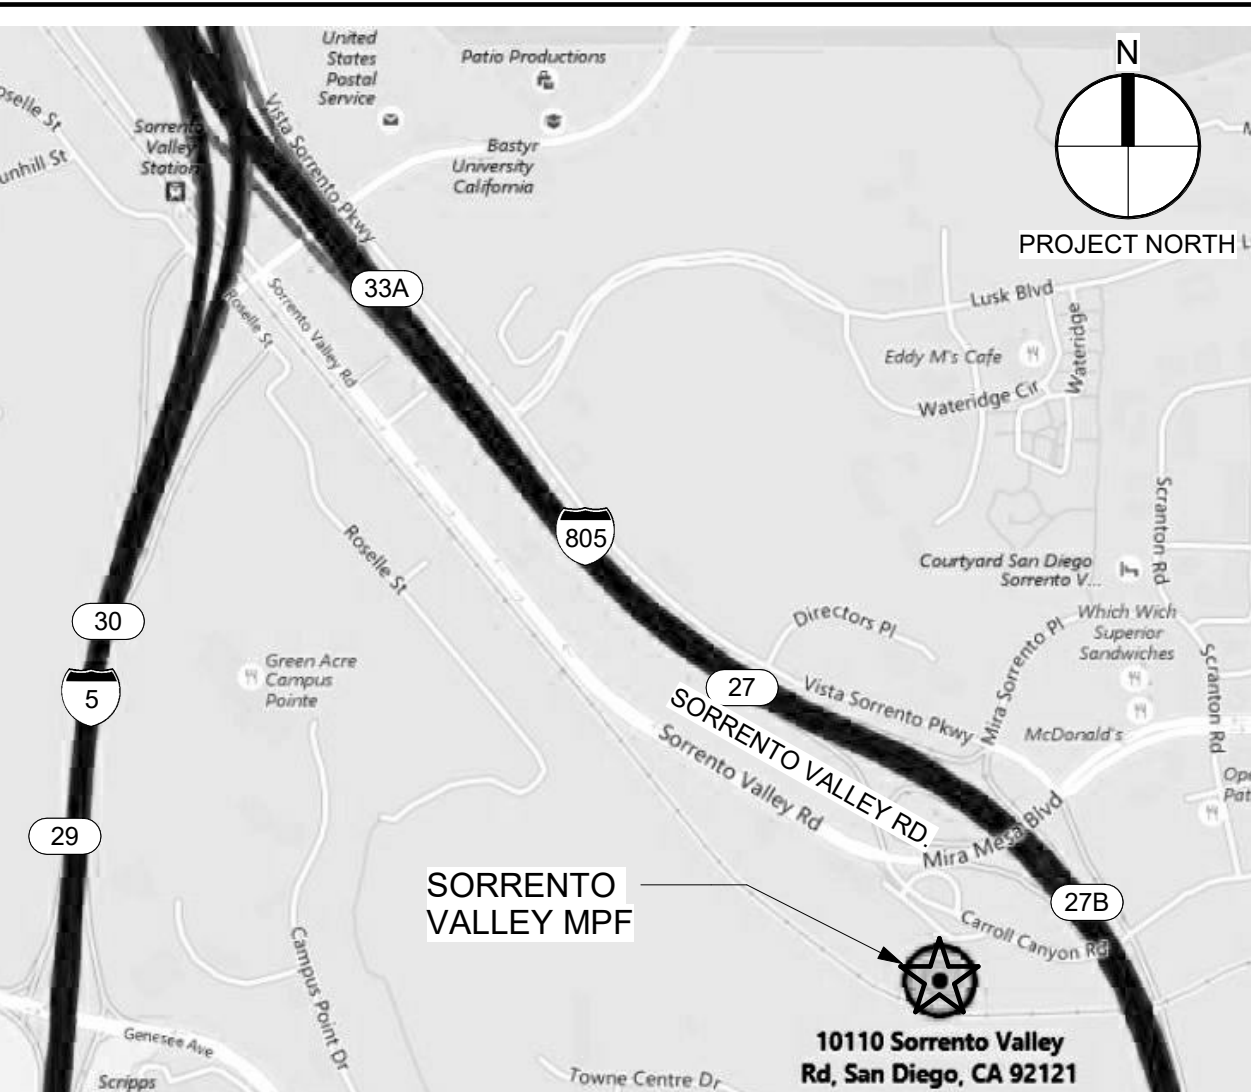 United
States
Postal
Service
Patio Productions
N
Sorrento
Valley
Station
Vista Sorrento Pkwy
Bastyr
University
California
PROJECT NORTH
33A
Roselle St
Sorrento Valley Rd
Lusk Blvd
Eddy M's Cafe
Wateridge
Wateridge Cir
Scranton Rd
805
Roselle St
Courtyard San Diego
Sorrento V...
30
Directors Pl
Mira Sorrento Pl
Which Wich
Superior
Sandwiches
Green Acre
Campus
Pointe
5
27
Vista Sorrento Pkwy
Scranton Rd
SORRENTO VALLEY RD.
McDonald's
Sorrento Valley Rd
29
Mira Mesa Blvd
SORRENTO
VALLEY MPF
27B
Carroll Canyon Rd
Campus Point Dr
Genesee Ave
10110 Sorrento Valley
Rd, San Diego, CA 92121
Scripps
Towne Centre Dr